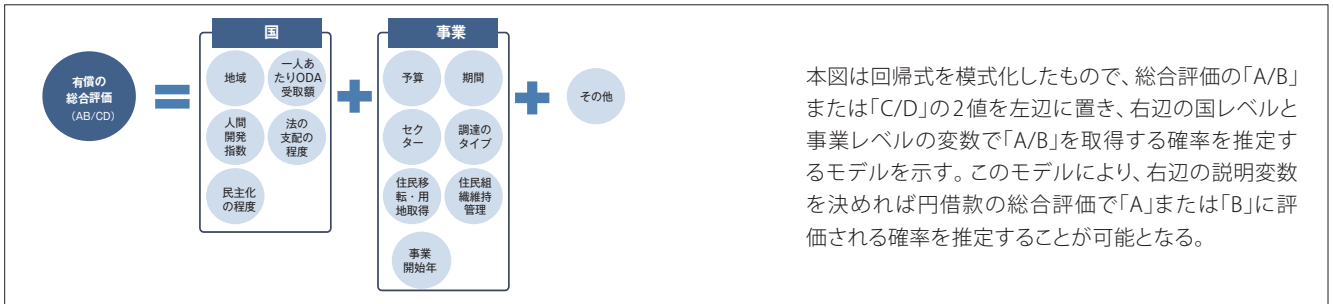 有償の
総合評価
(AB/CD)
国
地域
一人あ
たりODA
受取額
人間
開発
指数
法の
支配の
程度
民主化
の程度
事業
予算
期間
セク
ター
調達の
タイプ
住民移
転・用
地取得
住民組
織維持
管理
事業
開始年
その他
本図は回帰式を模式化したもので、総合評価の「A/B」
または「C/D」の2値を左辺に置き、右辺の国レベルと
事業レベルの変数で「A/B」を取得する確率を推定す
るモデルを示す。このモデルにより、右辺の説明変数
を決めれば円借款の総合評価で「A」または「B」に評
価される確率を推定することが可能となる。